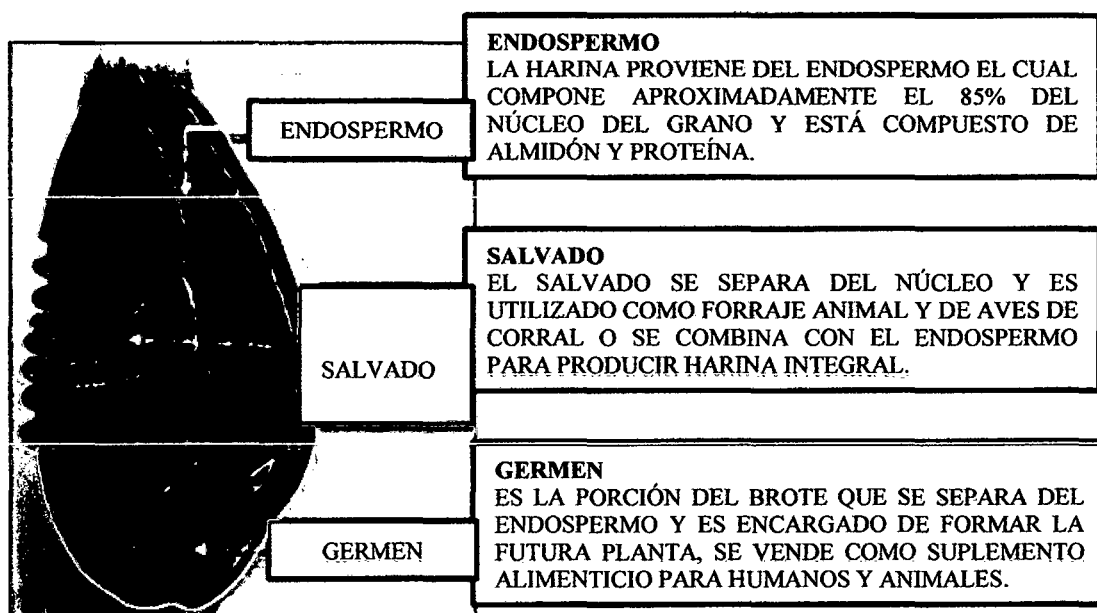 ENDOSPERMO
ENDOSPERMO
LA HARINA PROVIENE DEL ENDOSPERMO EL CUAL
COMPONE APROXIMADAMENTE EL 85% DEL
NÚCLEO DEL GRANO Y ESTÁ COMPUESTO DE
ALMIDÓN Y PROTEÍNA.
SALVADO
SALVADO
EL SALVADO SE SEPARA DEL NÚCLEO Y ES
UTILIZADO COMO FORRAJE ANIMAL Y DE AVES DE
CORRAL O SE COMBINA CON EL ENDOSPERMO
PARA PRODUCIR HARINA INTEGRAL.
GERMEN
GERMEN
ES LA PORCIÓN DEL BROTE QUE SE SEPARA DEL
ENDOSPERMO Y ES ENCARGADO DE FORMAR LA
FUTURA PLANTA, SE VENDE COMO SUPLEMENTO
ALIMENTICIO PARA HUMANOS Y ANIMALES.